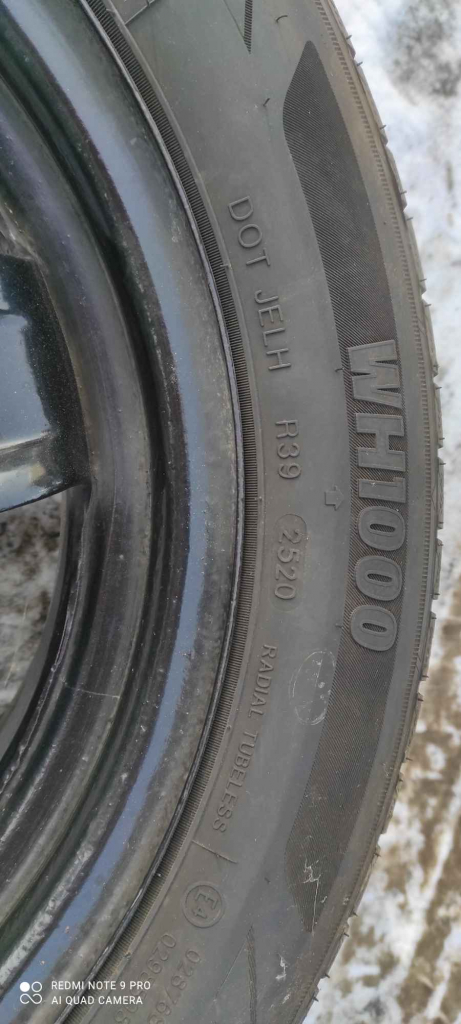 DOT JELH R39 2520
WH1000
RADIAL TUBELESS
E4
REDMI NOTE 9 PRO
AI QUAD CAMERA